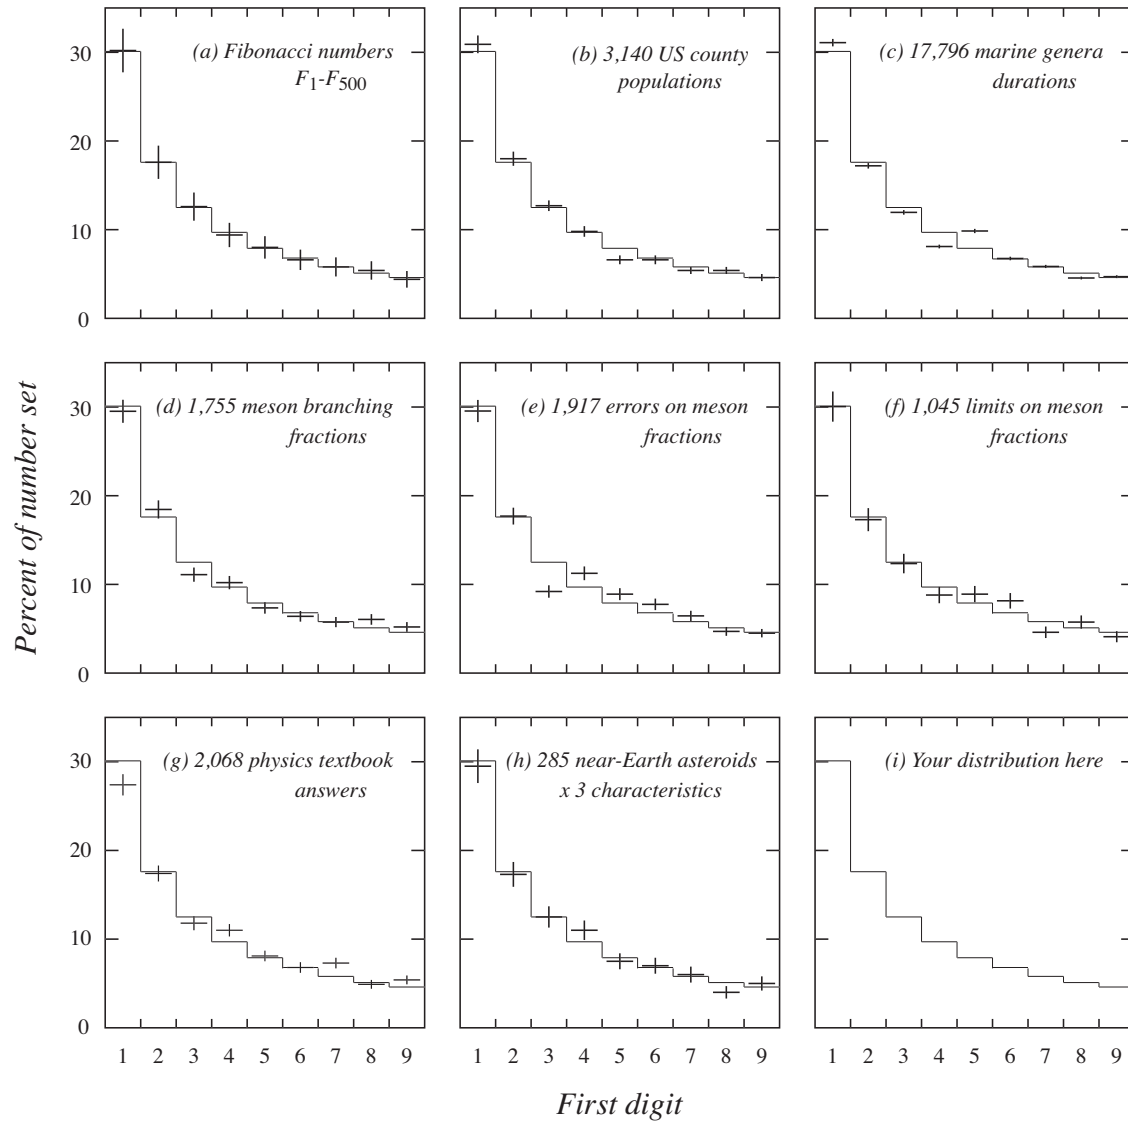 (a) Fibonacci numbers
F1-F500
(b) 3,140 US county
populations
(c) 17,796 marine genera
durations
30
20
10
0
(d) 1,755 meson branching
fractions
(e) 1,917 errors on meson
fractions
(f) 1,045 limits on meson
fractions
30
20
10
0
Percent of number set
(g) 2,068 physics textbook
answers
(h) 285 near-Earth asteroids
x 3 characteristics
(i) Your distribution here
30
20
10
0
1 2 3 4 5 6 7 8 9
1 2 3 4 5 6 7 8 9
1 2 3 4 5 6 7 8 9
First digit